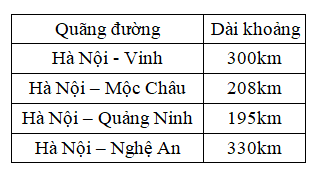 Quãng đường Dài khoảng
Hà Nội - Vinh 300km
Hà Nội – Mộc Châu 208km
Hà Nội – Quảng Ninh 195km
Hà Nội – Nghệ An 330km